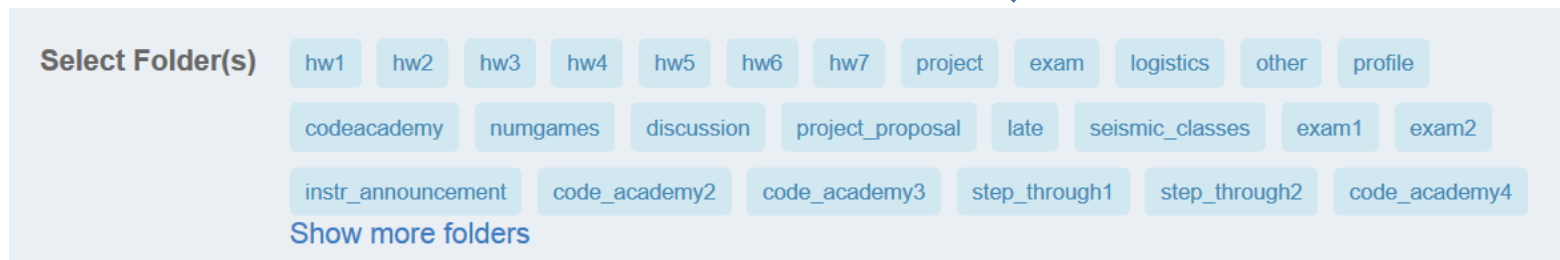 Select Folder(s) hw1 hw2 hw3 hw4 hw5 hw6 hw7 project exam logistics other profile
codeacademy numgames discussion project_proposal late seismic_classes exam1 exam2
instr_announcement code_academy2 code_academy3 step_through1 step_through2 code_academy4
Show more folders